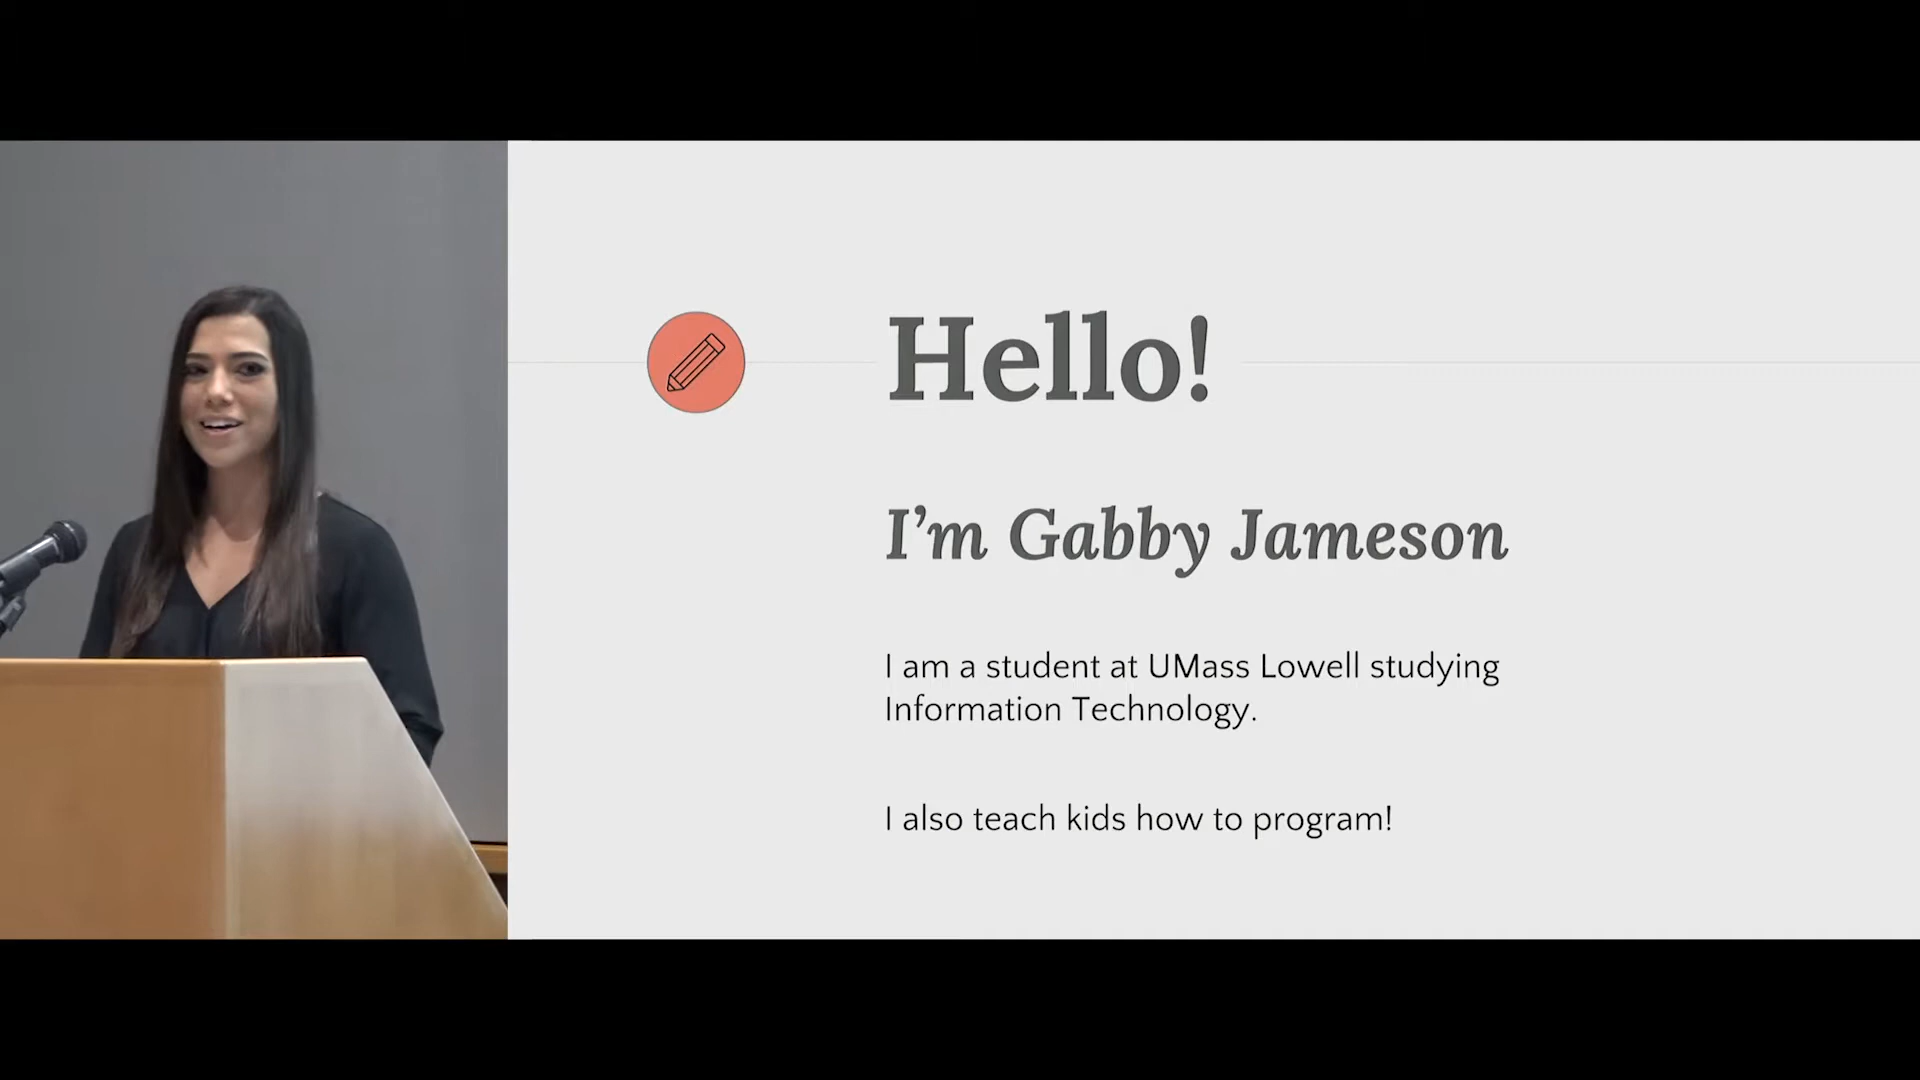 Hello!
I’m Gabby Jameson
I am a student at UMass Lowell studying
Information Technology.
I also teach kids how to program!